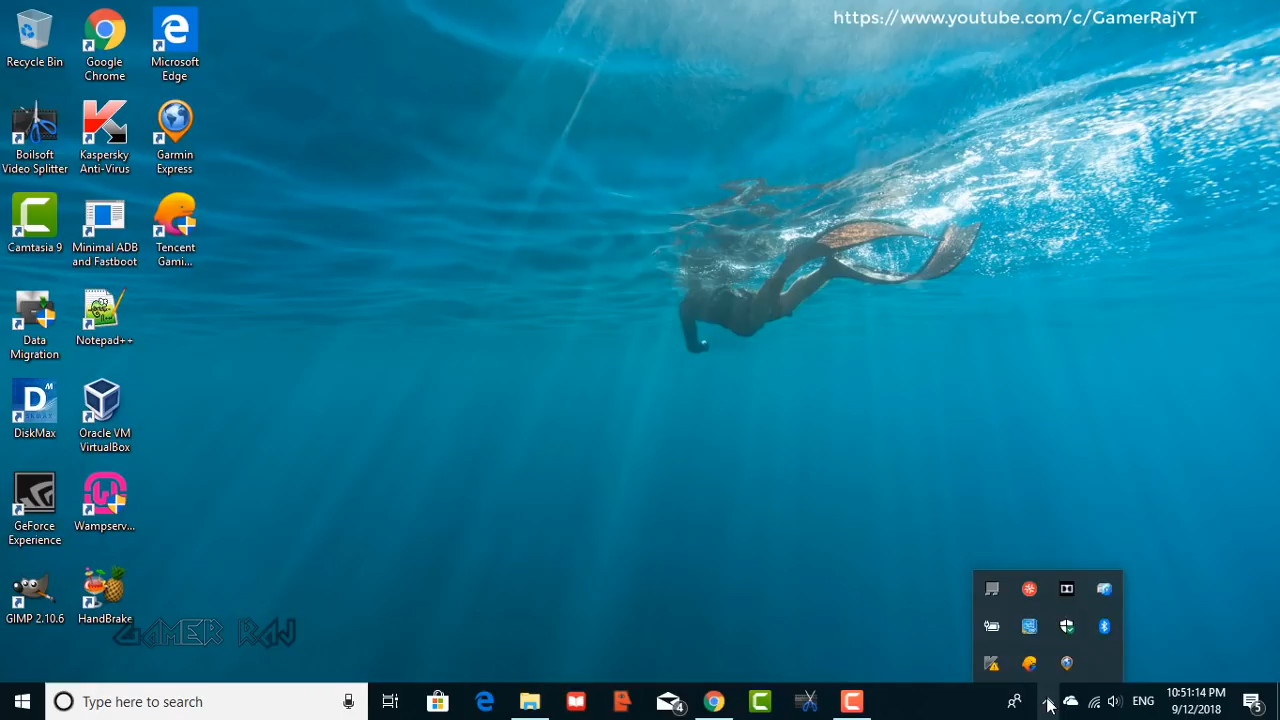 https://www.youtube.com/c/GamerRajYT
Recycle Bin
Google
Chrome
Microsoft
Edge
Boilsoft
Video Splitter
Kaspersky
Anti-Virus
Garmin
Express
Camtasia 9
Minimal ADB
and Fastboot
Tencent
Gami...
Data
Migration
Notepad++
DiskMax
Oracle VM
VirtualBox
GeForce
Experience
Wampserv...
GIMP 2.10.6
HandBrake
GAMER RAJ
Type here to search
4
ENG
10:51:14 PM
9/12/2018
5